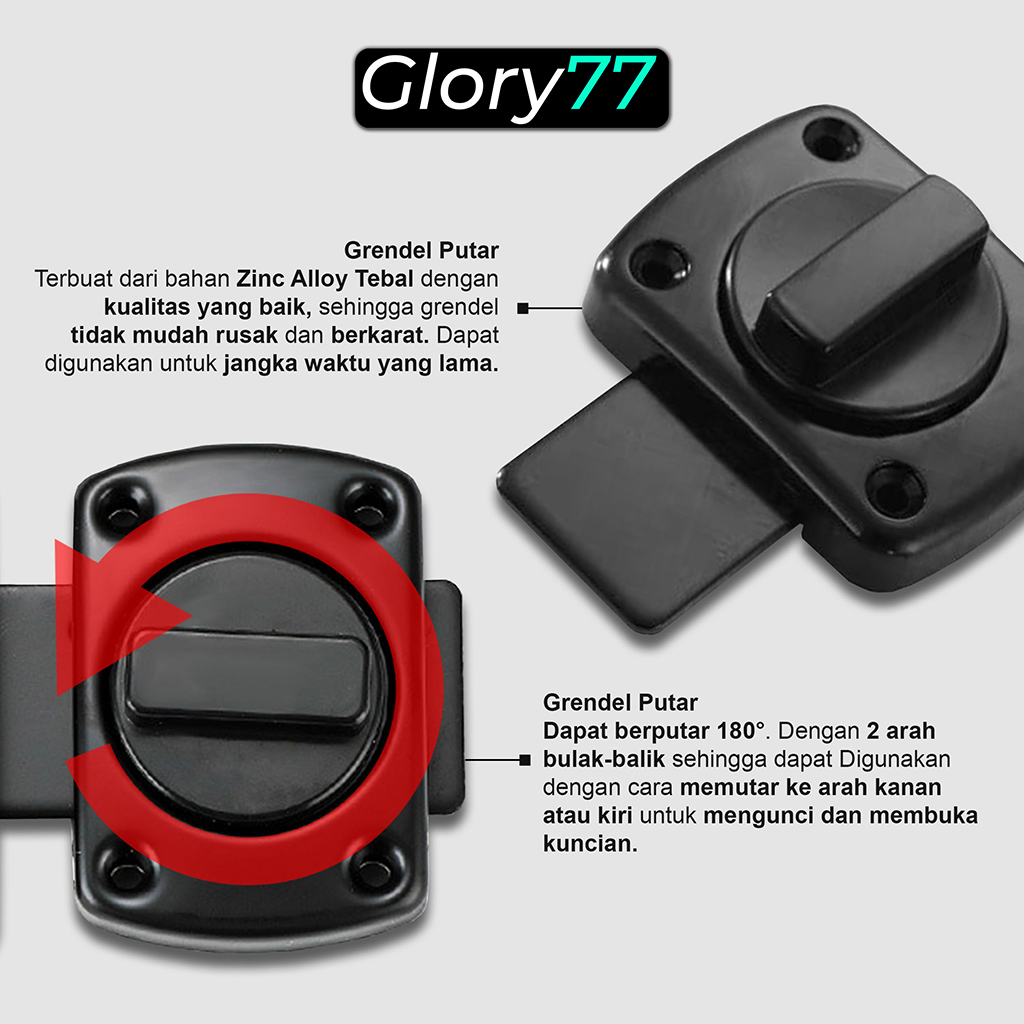 Glory77
Grendel Putar
Terbuat dari bahan Zinc Alloy Tebal dengan
kualitas yang baik, sehingga grendel
tidak mudah rusak dan berkarat. Dapat
digunakan untuk jangka waktu yang lama.
Grendel Putar
Dapat berputar 180°. Dengan 2 arah
bulak-balik sehingga dapat Digunakan
dengan cara memutar ke arah kanan
atau kiri untuk mengunci dan membuka
kuncian.